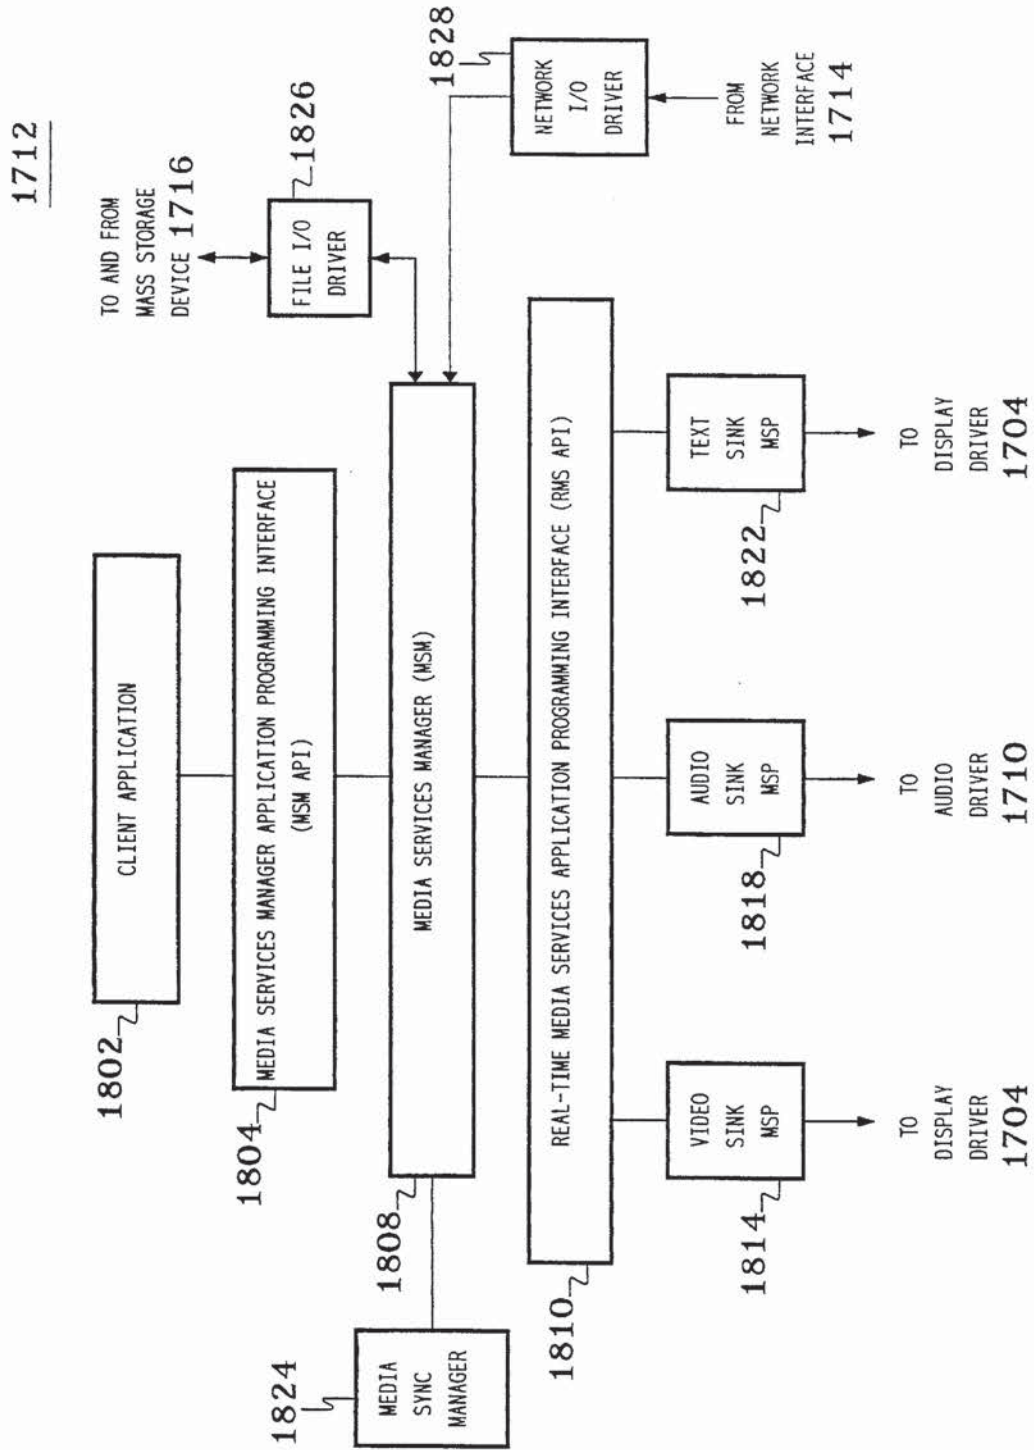 1712
1802
CLIENT APPLICATION
TO AND FROM
MASS STORAGE
DEVICE 1716
1804
MEDIA SERVICES MANAGER APPLICATION PROGRAMMING INTERFACE
(MSM API)
FILE I/O
DRIVER
1826
1824
MEDIA
SYNC
MANAGER
1808
MEDIA SERVICES MANAGER (MSM)
1828
NETWORK
I/O
DRIVER
1810
REAL-TIME MEDIA SERVICES APPLICATION PROGRAMMING INTERFACE (RMS API)
FROM
NETWORK
INTERFACE
1714
1814
VIDEO
SINK
MSP
1818
AUDIO
SINK
MSP
1822
TEXT
SINK
MSP
TO
DISPLAY
DRIVER
1704
TO
AUDIO
DRIVER
1710
TO
DISPLAY
DRIVER
1704